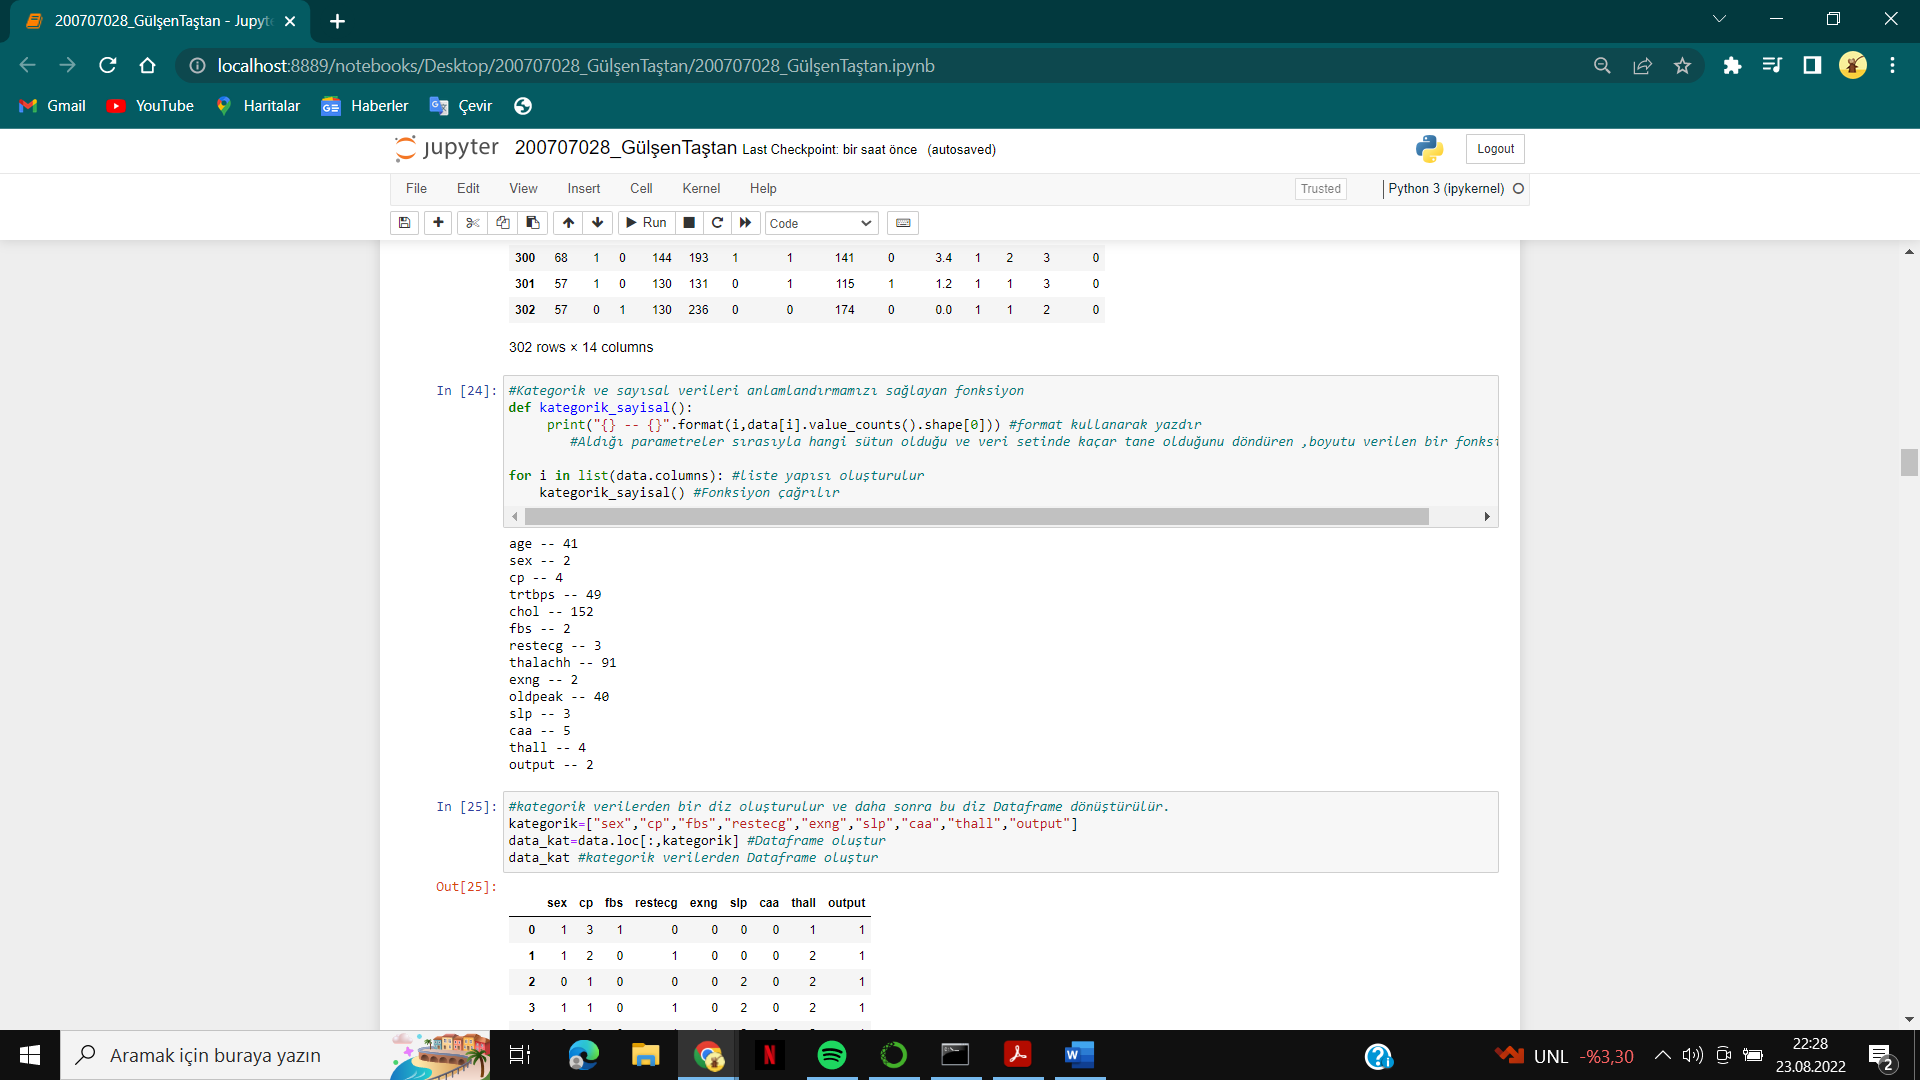 200707028_GülşenTaştan - Jupyte
localhost:8889/notebooks/Desktop/200707028_GülşenTaştan/200707028_GülşenTaştan.ipynb
Gmail YouTube Haritalar Haberler Çevir
jupyter 200707028_GülşenTaştan Last Checkpoint: bir saat önce (autosaved) Logout
File Edit View Insert Cell Kernel Help Trusted Python 3 (ipykernel)
Run Code
300 68 1 0 144 193 1 1 141 0 3.4 1 2 3 0
301 57 1 0 130 131 0 1 115 1 1.2 1 1 3 0
302 57 0 1 130 236 0 0 174 0 0.0 1 1 2 0
302 rows × 14 columns
In [24]: #Kategorik ve sayısal verileri anlamlandırmamızı sağlayan fonksiyon
def kategorik_sayisal():
print("{} -- {}".format(i,data[i].value_counts().shape[0])) #format kullanarak yazdır
#Aldığı parametreler sırasıyla hangi sütun olduğu ve veri setinde kaçar tane olduğunu döndüren ,boyutu verilen bir fonksi
for i in list(data.columns): #liste yapısı oluşturulur
kategorik_sayisal() #Fonksiyon çağrılır
age -- 41
sex -- 2
cp -- 4
trtbps -- 49
chol -- 152
fbs -- 2
restecg -- 3
thalachh -- 91
exng -- 2
oldpeak -- 40
slp -- 3
caa -- 5
thall -- 4
output -- 2
In [25]: #kategorik verilerden bir diz oluşturulur ve daha sonra bu diz Dataframe dönüştürülür.
kategorik=["sex","cp","fbs","restecg","exng","slp","caa","thall","output"]
data_kat=data.loc[:,kategorik] #Dataframe oluştur
data_kat #kategorik verilerden Dataframe oluştur
Out[25]:
sex cp fbs restecg exng slp caa thall output
0 1 3 1 0 0 0 0 1 1
1 1 2 0 1 0 0 0 2 1
2 0 1 0 0 0 2 0 2 1
3 1 1 0 1 0 2 0 2 1
Aramak için buraya yazın
UNL -%3,30
22:28
23.08.2022
2